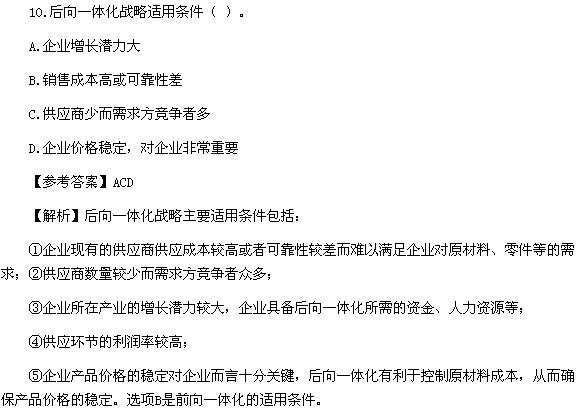 10.后向一体化战略适用条件（ ）。
A.企业增长潜力大
B.销售成本高或可靠性差
C.供应商少而需求方竞争者多
D.企业价格稳定，对企业非常重要
【参考答案】ACD
【解析】后向一体化战略主要适用条件包括：
①企业现有的供应商供应成本较高或者可靠性较差而难以满足企业对原材料、零件等的需
求；②供应商数量较少而需求方竞争者众多；
③企业所在产业的增长潜力较大，企业具备后向一体化所需的资金、人力资源等；
④供应环节的利润率较高；
⑤企业产品价格的稳定对企业而言十分关键，后向一体化有利于控制原材料成本，从而确
保产品价格的稳定。选项B是前向一体化的适用条件。